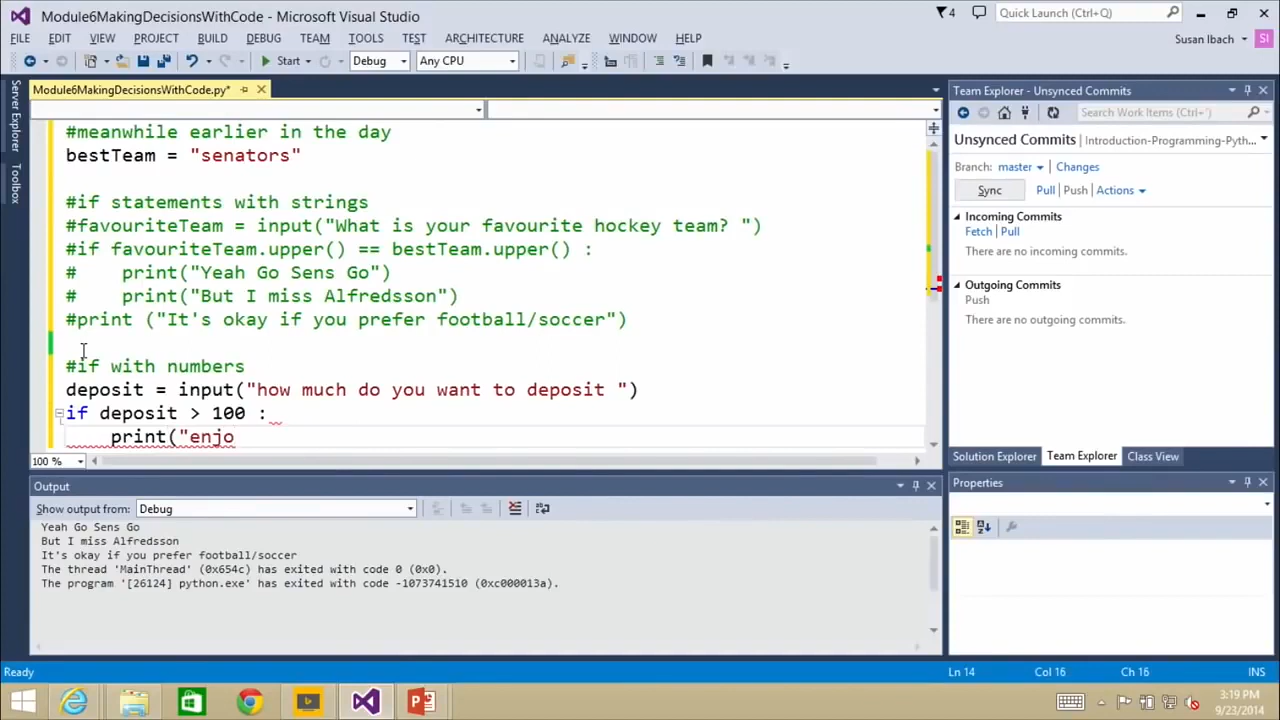 Module6MakingDecisionsWithCode - Microsoft Visual Studio
4
Quick Launch (Ctrl+Q)
FILE EDIT VIEW PROJECT BUILD DEBUG TEAM TOOLS TEST ARCHITECTURE ANALYZE WINDOW HELP
Susan Ibach
SI
Start
Debug
Any CPU
Server Explorer
Toolbox
Module6MakingDecisionsWithCode.py*
#meanwhile earlier in the day
bestTeam = "senators"
#if statements with strings
#favouriteTeam = input("What is your favourite hockey team? ")
#if favouriteTeam.upper() == bestTeam.upper() :
#    print("Yeah Go Sens Go")
#    print("But I miss Alfredsson")
#print ("It's okay if you prefer football/soccer")
#if with numbers
deposit = input("how much do you want to deposit ")
if deposit > 100 :
    print("enjo
100 %
Output
Show output from: Debug
Yeah Go Sens Go
But I miss Alfredsson
It's okay if you prefer football/soccer
The thread 'MainThread' (0x654c) has exited with code 0 (0x0).
The program '[26124] python.exe' has exited with code -1073741510 (0xc000013a).
Team Explorer - Unsynced Commits
Search Work Items (Ctrl+')
Unsynced Commits | Introduction-Programming-Pyth...
Branch: master Changes
Sync Pull | Push | Actions
Incoming Commits
Fetch | Pull
There are no incoming commits.
Outgoing Commits
Push
There are no outgoing commits.
Solution Explorer Team Explorer Class View
Properties
Ready
Ln 14
Col 16
Ch 16
INS
3:19 PM
9/23/2014